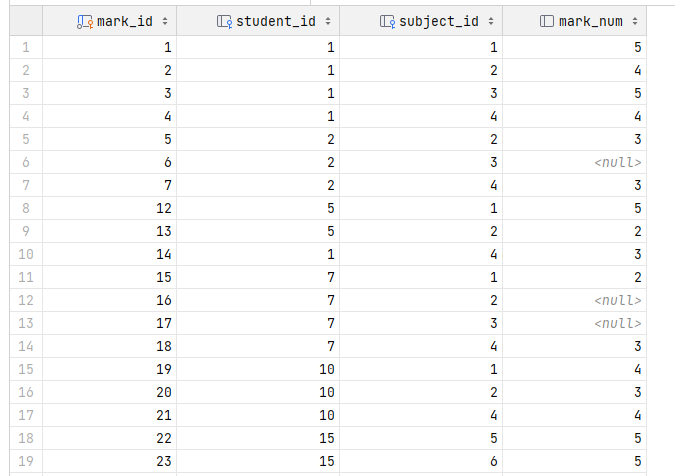 mark_id student_id subject_id mark_num
1 1 1 1 5
2 2 1 2 4
3 3 1 3 5
4 4 1 4 4
5 5 2 2 3
6 6 2 3 <null>
7 7 2 4 3
8 12 5 1 5
9 13 5 2 2
10 14 1 4 3
11 15 7 1 2
12 16 7 2 <null>
13 17 7 3 <null>
14 18 7 4 3
15 19 10 1 4
16 20 10 2 3
17 21 10 4 4
18 22 15 5 5
19 23 15 6 5